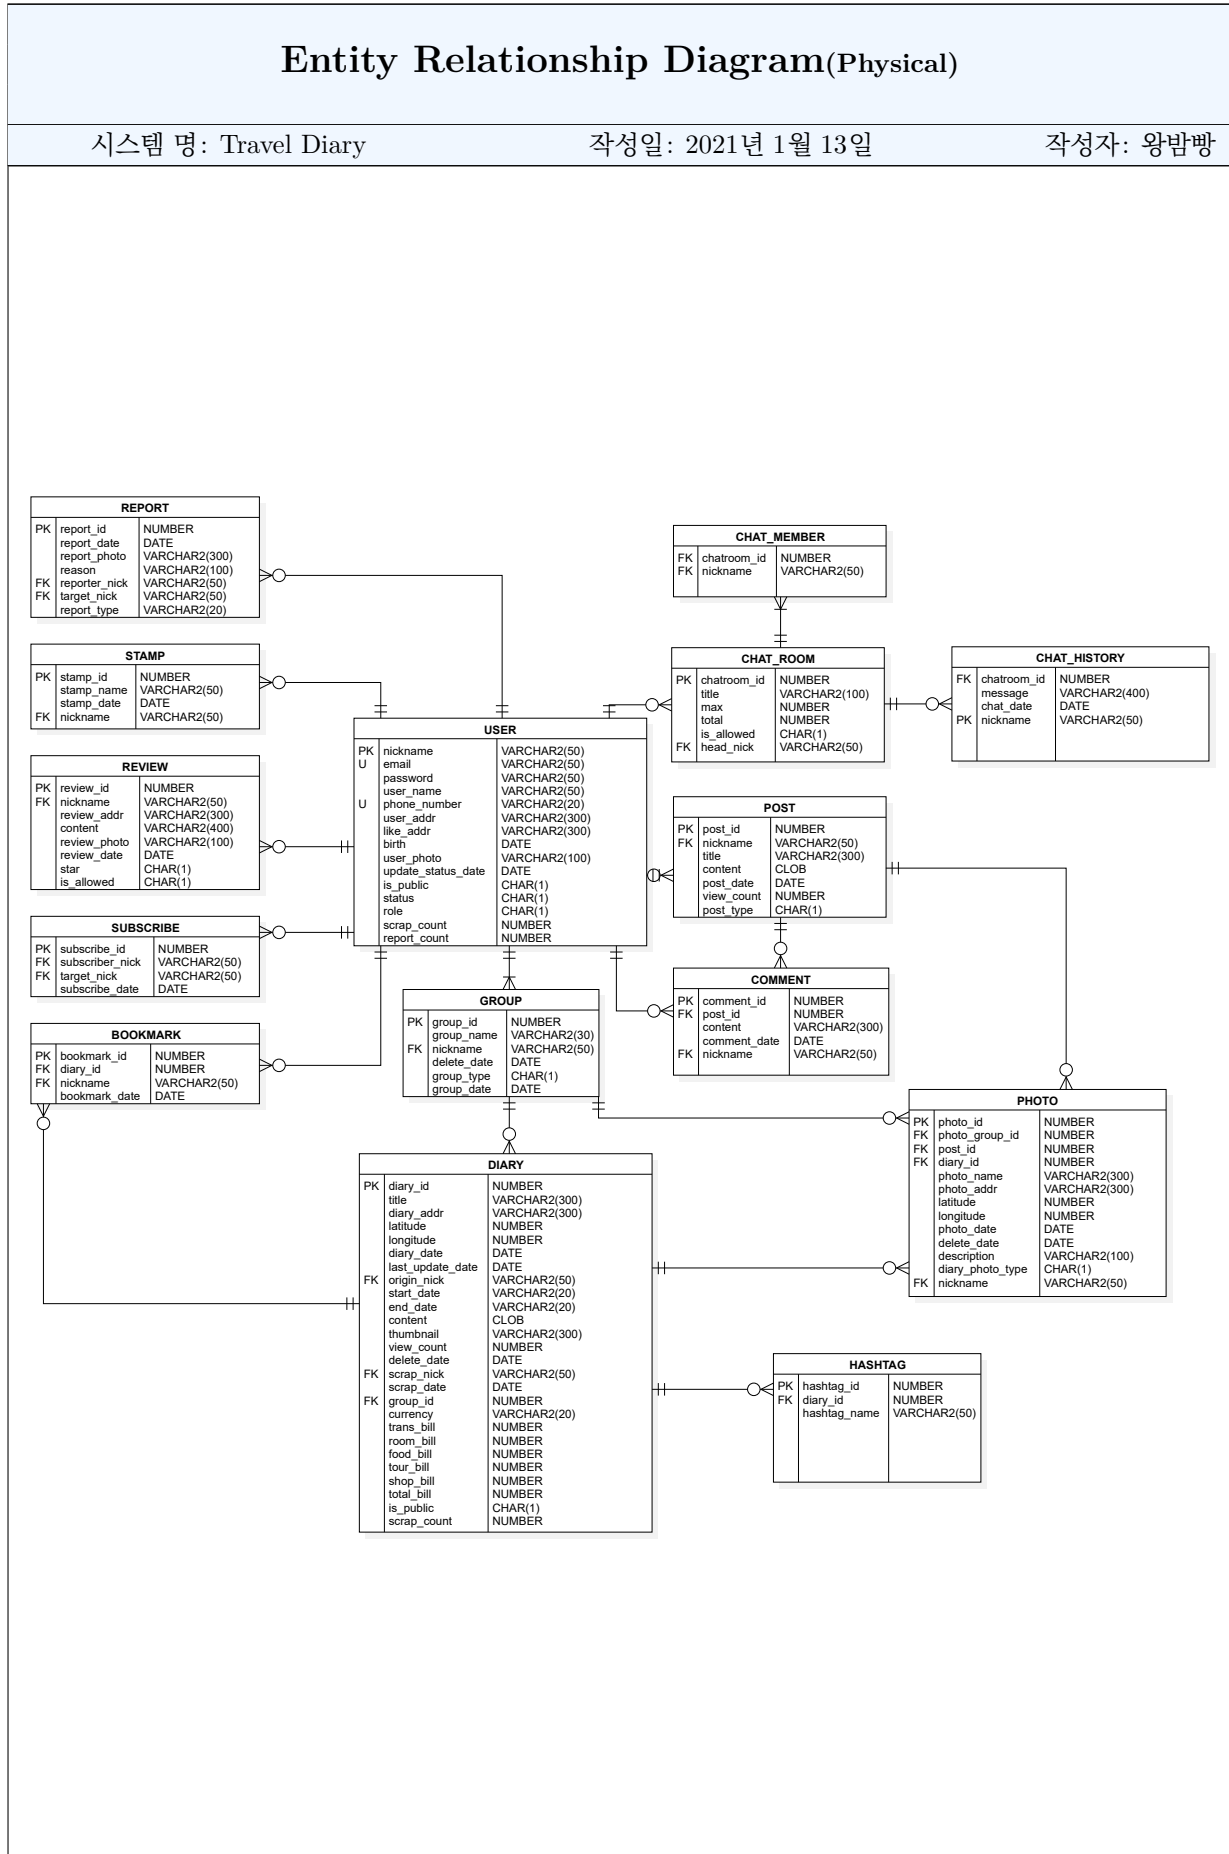 Entity Relationship Diagram(Physical)
시스템 명: Travel Diary 작성일: 2021년 1월 13일 작성자: 왕밤빵
REPORT
PK report_id NUMBER
report_date DATE
report_photo VARCHAR2(300)
reason VARCHAR2(100)
FK reporter_nick VARCHAR2(50)
FK target_nick VARCHAR2(50)
report_type VARCHAR2(20)
STAMP
PK stamp_id NUMBER
stamp_name VARCHAR2(50)
stamp_date DATE
FK nickname VARCHAR2(50)
REVIEW
PK review_id NUMBER
FK nickname VARCHAR2(50)
review_addr VARCHAR2(300)
content VARCHAR2(400)
review_photo VARCHAR2(100)
review_date DATE
star CHAR(1)
is_allowed CHAR(1)
SUBSCRIBE
PK subscribe_id NUMBER
FK subscriber_nick VARCHAR2(50)
FK target_nick VARCHAR2(50)
subscribe_date DATE
BOOKMARK
PK bookmark_id NUMBER
FK diary_id NUMBER
FK nickname VARCHAR2(50)
bookmark_date DATE
USER
PK nickname VARCHAR2(50)
U email VARCHAR2(50)
password VARCHAR2(50)
user_name VARCHAR2(50)
U phone_number VARCHAR2(20)
user_addr VARCHAR2(300)
like_addr VARCHAR2(300)
birth DATE
user_photo VARCHAR2(100)
update_status_date DATE
is_public CHAR(1)
status CHAR(1)
role CHAR(1)
scrap_count NUMBER
report_count NUMBER
GROUP
PK group_id NUMBER
group_name VARCHAR2(30)
FK nickname VARCHAR2(50)
delete_date DATE
group_type CHAR(1)
group_date DATE
DIARY
PK diary_id NUMBER
title VARCHAR2(300)
diary_addr VARCHAR2(300)
latitude NUMBER
longitude NUMBER
diary_date DATE
last_update_date DATE
FK origin_nick VARCHAR2(50)
start_date VARCHAR2(20)
end_date VARCHAR2(20)
content CLOB
thumbnail VARCHAR2(300)
view_count NUMBER
delete_date DATE
FK scrap_nick VARCHAR2(50)
scrap_date DATE
FK group_id NUMBER
currency VARCHAR2(20)
trans_bill NUMBER
room_bill NUMBER
food_bill NUMBER
tour_bill NUMBER
shop_bill NUMBER
total_bill NUMBER
is_public CHAR(1)
scrap_count NUMBER
CHAT_MEMBER
FK chatroom_id NUMBER
FK nickname VARCHAR2(50)
CHAT_ROOM
PK chatroom_id NUMBER
title VARCHAR2(100)
max NUMBER
total NUMBER
is_allowed CHAR(1)
FK head_nick VARCHAR2(50)
CHAT_HISTORY
FK chatroom_id NUMBER
message VARCHAR2(400)
chat_date DATE
PK nickname VARCHAR2(50)
POST
PK post_id NUMBER
FK nickname VARCHAR2(50)
title VARCHAR2(300)
content CLOB
post_date DATE
view_count NUMBER
post_type CHAR(1)
COMMENT
PK comment_id NUMBER
FK post_id NUMBER
content VARCHAR2(300)
comment_date DATE
FK nickname VARCHAR2(50)
PHOTO
PK photo_id NUMBER
FK photo_group_id NUMBER
FK post_id NUMBER
FK diary_id NUMBER
photo_name VARCHAR2(300)
photo_addr VARCHAR2(300)
latitude NUMBER
longitude NUMBER
photo_date DATE
delete_date DATE
description VARCHAR2(100)
diary_photo_type CHAR(1)
FK nickname VARCHAR2(50)
HASHTAG
PK hashtag_id NUMBER
FK diary_id NUMBER
hashtag_name VARCHAR2(50)